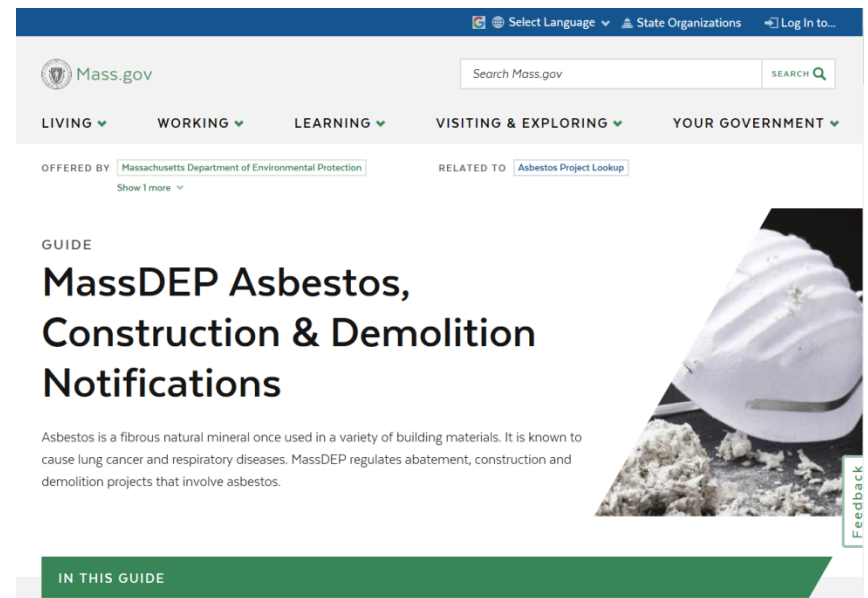 Select Language State Organizations Log In to...
Mass.gov
Search Mass.gov SEARCH
LIVING WORKING LEARNING VISITING & EXPLORING YOUR GOVERNMENT
OFFERED BY Massachusetts Department of Environmental Protection RELATED TO Asbestos Project Lookup
Show 1 more
GUIDE
MassDEP Asbestos,
Construction & Demolition
Notifications
Asbestos is a fibrous natural mineral once used in a variety of building materials. It is known to
cause lung cancer and respiratory diseases. MassDEP regulates abatement, construction and
demolition projects that involve asbestos.
Feedback
IN THIS GUIDE